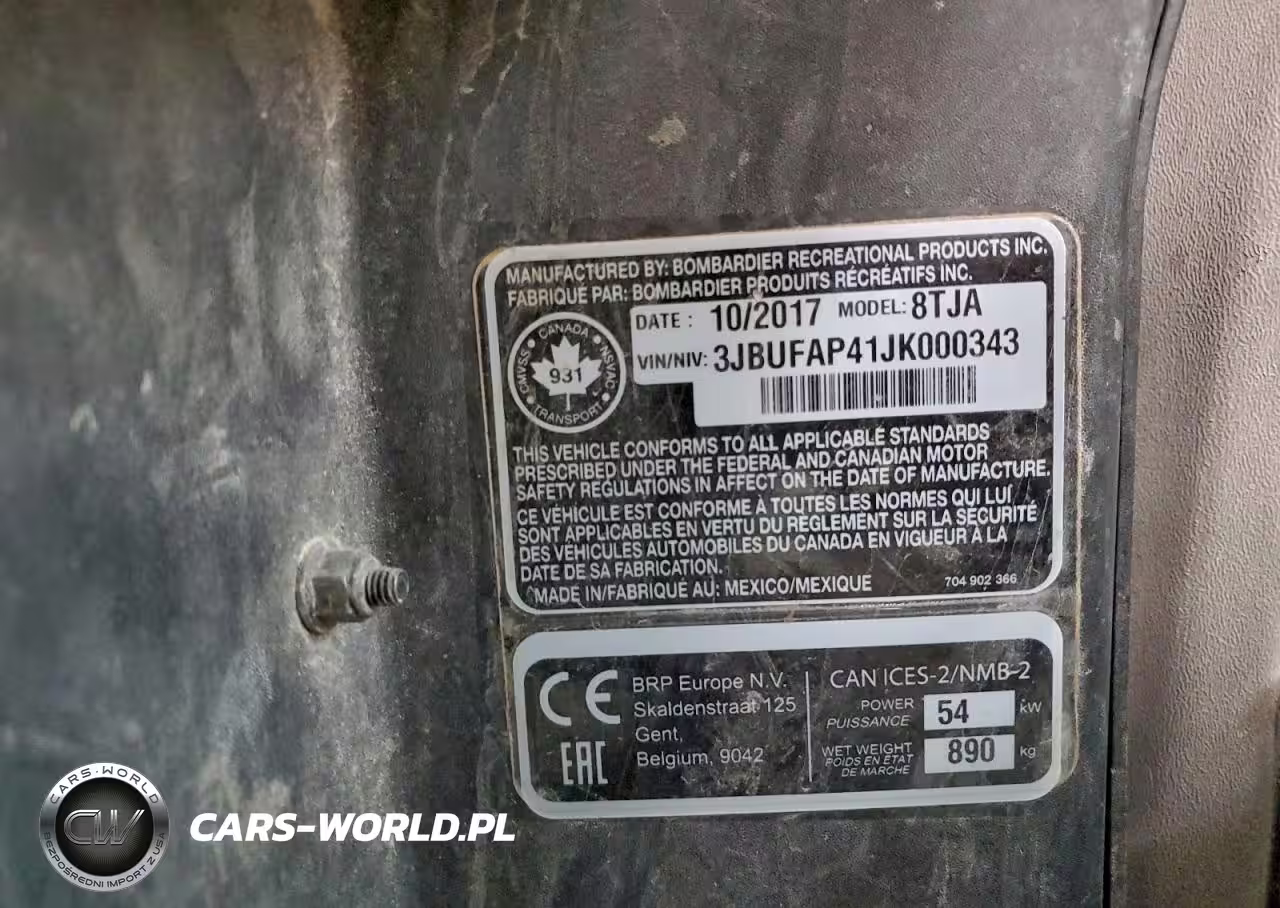 MANUFACTURED BY: BOMBARDIER RECREATIONAL PRODUCTS INC.
FABRIQUÉ PAR: BOMBARDIER PRODUITS RÉCRÉATIFS INC.
DATE : 10/2017 MODEL: 8TJA
VIN/NIV: 3JBUFAP41JK000343
CANADA
CMVSS 931 NSVAC
TRANSPORT
THIS VEHICLE CONFORMS TO ALL APPLICABLE STANDARDS
PRESCRIBED UNDER THE FEDERAL AND CANADIAN MOTOR
SAFETY REGULATIONS IN AFFECT ON THE DATE OF MANUFACTURE.
CE VÉHICULE EST CONFORME À TOUTES LES NORMES QUI LUI
SONT APPLICABLES EN VERTU DU RÈGLEMENT SUR LA SÉCURITÉ
DES VÉHICULES AUTOMOBILES DU CANADA EN VIGUEUR À LA
DATE DE SA FABRICATION.
MADE IN/FABRIQUÉ AU: MEXICO/MEXIQUE 704 902 366
CE
EAC
BRP Europe N.V.
Skaldenstraat 125
Gent,
Belgium, 9042
CAN ICES-2/NMB-2
POWER
PUISSANCE 54 kW
WET WEIGHT
POIDS EN ÉTAT
DE MARCHE 890 kg
CARS-WORLD
CW
BEZPOŚREDNI IMPORT Z USA
CARS-WORLD.PL